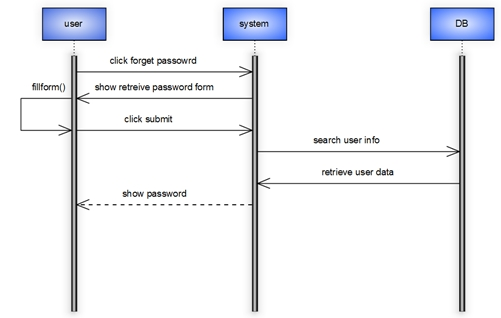 user
system
DB
click forget passowrd
fillform()
show retreive password form
click submit
search user info
retrieve user data
show password